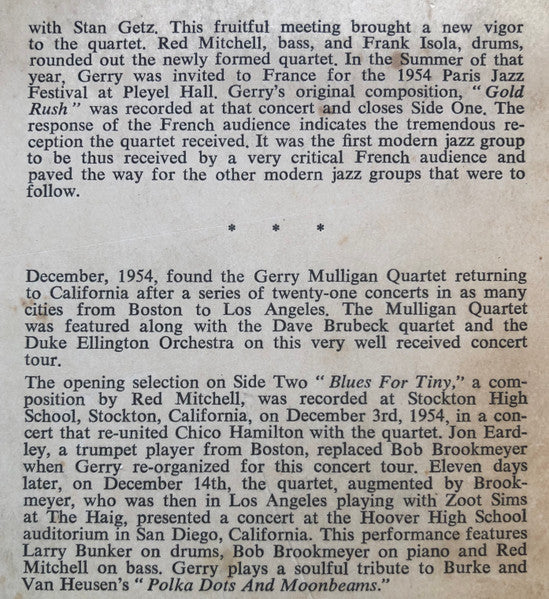 with Stan Getz. This fruitful meeting brought a new vigor
to the quartet. Red Mitchell, bass, and Frank Isola, drums,
rounded out the newly formed quartet. In the Summer of that
year, Gerry was invited to France for the 1954 Paris Jazz
Festival at Pleyel Hall. Gerry's original composition, "Gold
Rush" was recorded at that concert and closes Side One. The
response of the French audience indicates the tremendous re-
ception the quartet received. It was the first modern jazz group
to be thus received by a very critical French audience and
paved the way for the other modern jazz groups that were to
follow.
* * *
December, 1954, found the Gerry Mulligan Quartet returning
to California after a series of twenty-one concerts in as many
cities from Boston to Los Angeles. The Mulligan Quartet
was featured along with the Dave Brubeck quartet and the
Duke Ellington Orchestra on this very well received concert
tour.
The opening selection on Side Two "Blues For Tiny," a com-
position by Red Mitchell, was recorded at Stockton High
School, Stockton, California, on December 3rd, 1954, in a con-
cert that re-united Chico Hamilton with the quartet. Jon Eard-
ley, a trumpet player from Boston, replaced Bob Brookmeyer
when Gerry re-organized for this concert tour. Eleven days
later, on December 14th, the quartet, augmented by Brook-
meyer, who was then in Los Angeles playing with Zoot Sims
at The Haig, presented a concert at the Hoover High School
auditorium in San Diego, California. This performance features
Larry Bunker on drums, Bob Brookmeyer on piano and Red
Mitchell on bass. Gerry plays a soulful tribute to Burke and
Van Heusen's "Polka Dots And Moonbeams."